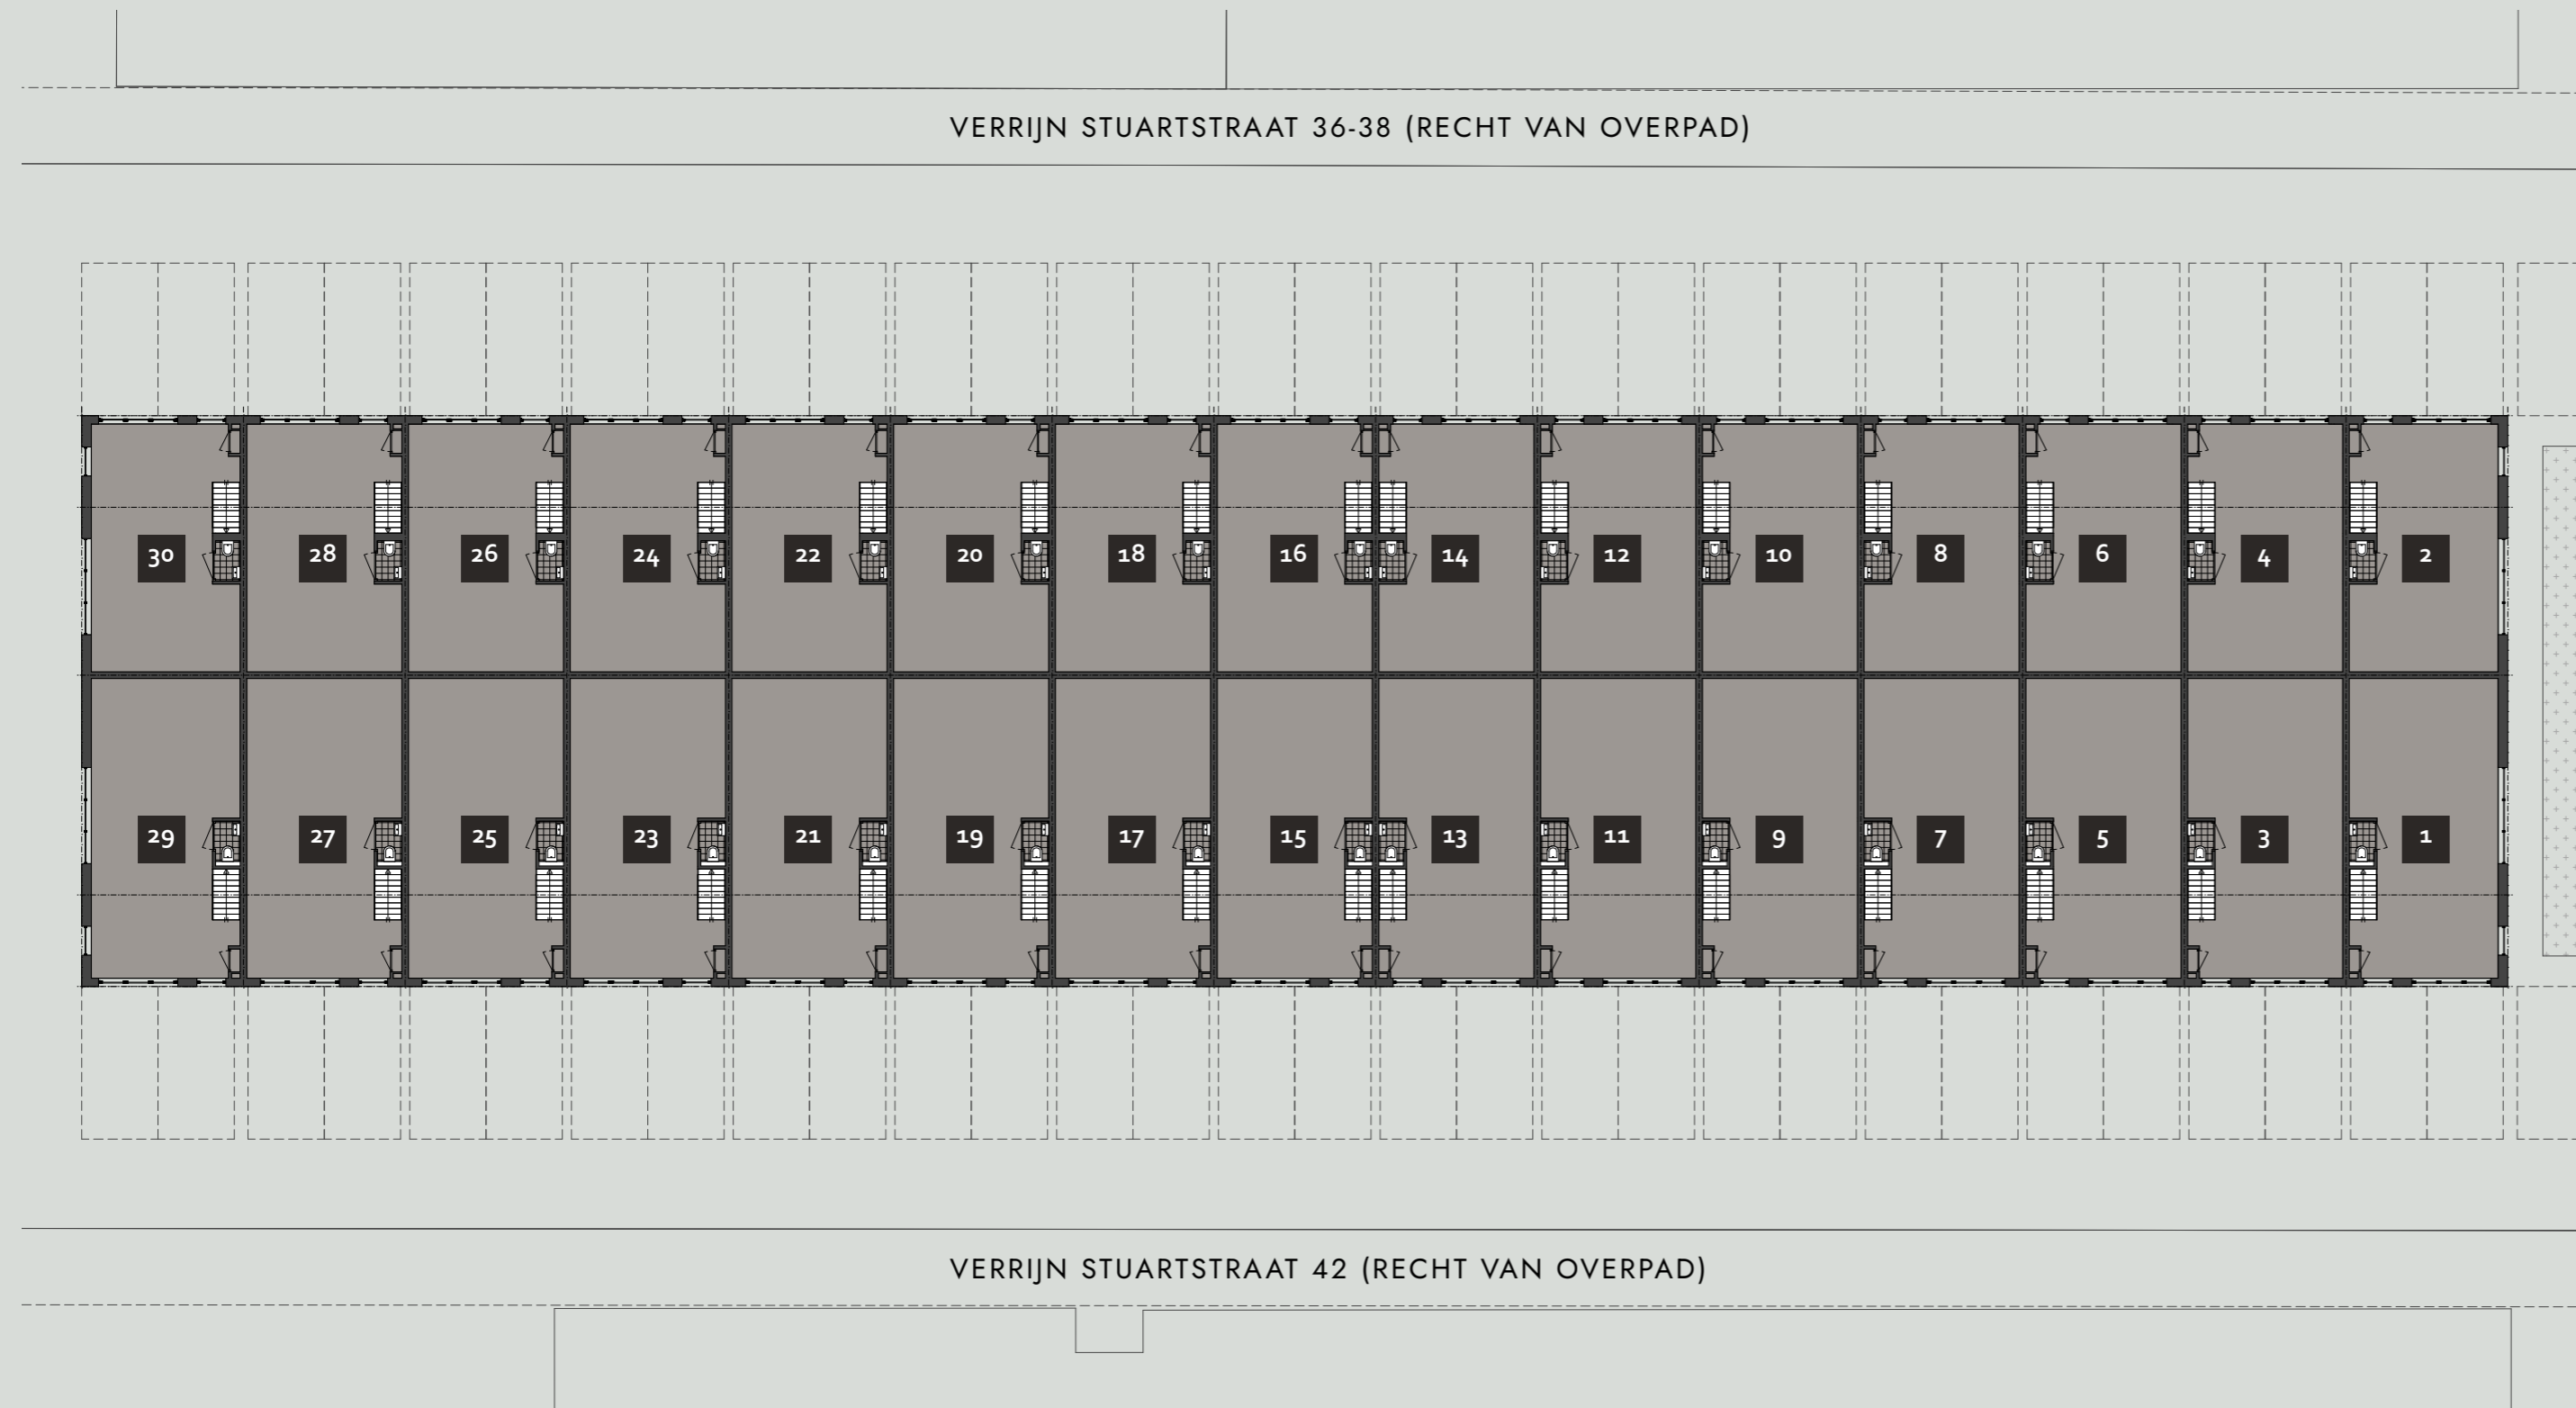 VERRIJN STUARTSTRAAT 36-38 (RECHT VAN OVERPAD)
30 28 26 24 22 20 18 16 14 12 10 8 6 4 2
29 27 25 23 21 19 17 15 13 11 9 7 5 3 1
VERRIJN STUARTSTRAAT 42 (RECHT VAN OVERPAD)